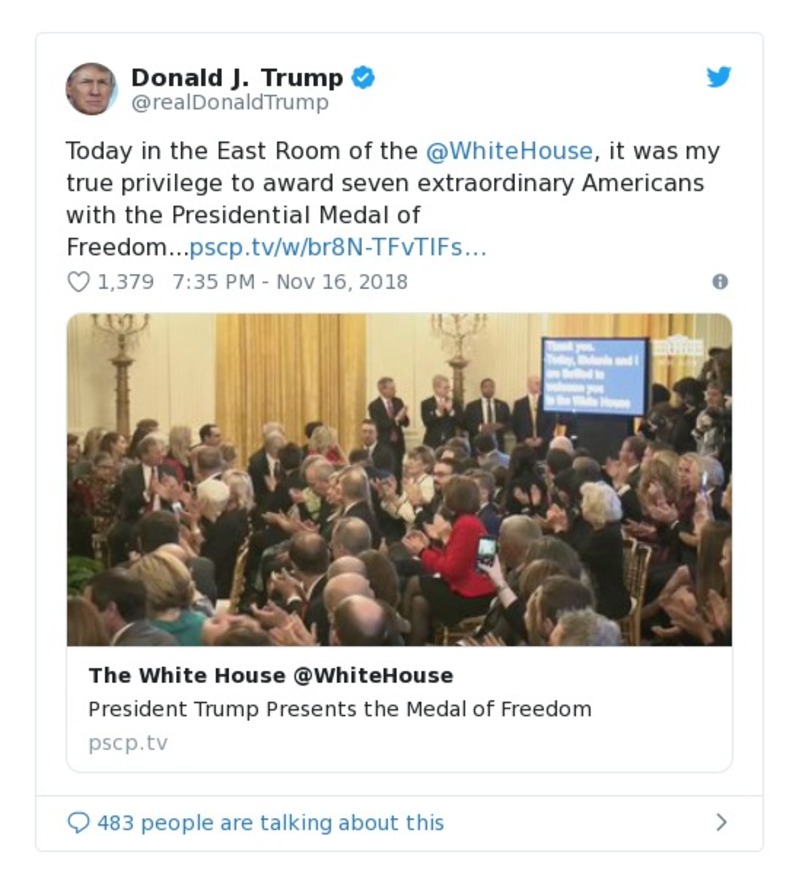 Donald J. Trump
@realDonaldTrump
Today in the East Room of the @WhiteHouse, it was my
true privilege to award seven extraordinary Americans
with the Presidential Medal of
Freedom...pscp.tv/w/br8N-TFvTIFs...
1,379 7:35 PM - Nov 16, 2018
Thank you.
Today, Melania and I
are thrilled to
welcome you
to the White House
The White House @WhiteHouse
President Trump Presents the Medal of Freedom
pscp.tv
483 people are talking about this